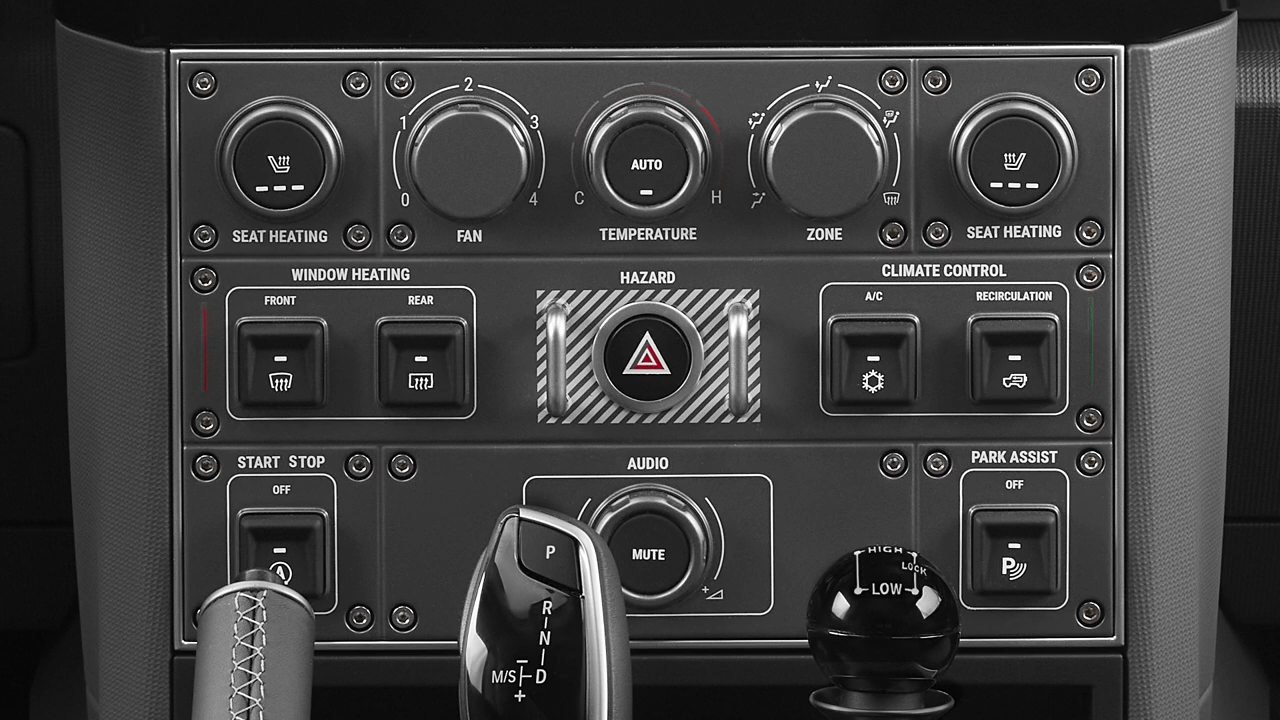 2
1 3
0 4
AUTO
C H
SEAT HEATING
FAN
TEMPERATURE
ZONE
SEAT HEATING
WINDOW HEATING
HAZARD
CLIMATE CONTROL
FRONT
REAR
A/C
RECIRCULATION
START STOP
AUDIO
PARK ASSIST
OFF
OFF
MUTE
A
P
+
P
HIGH
LOCK
LOW
R
N
M/S D
+